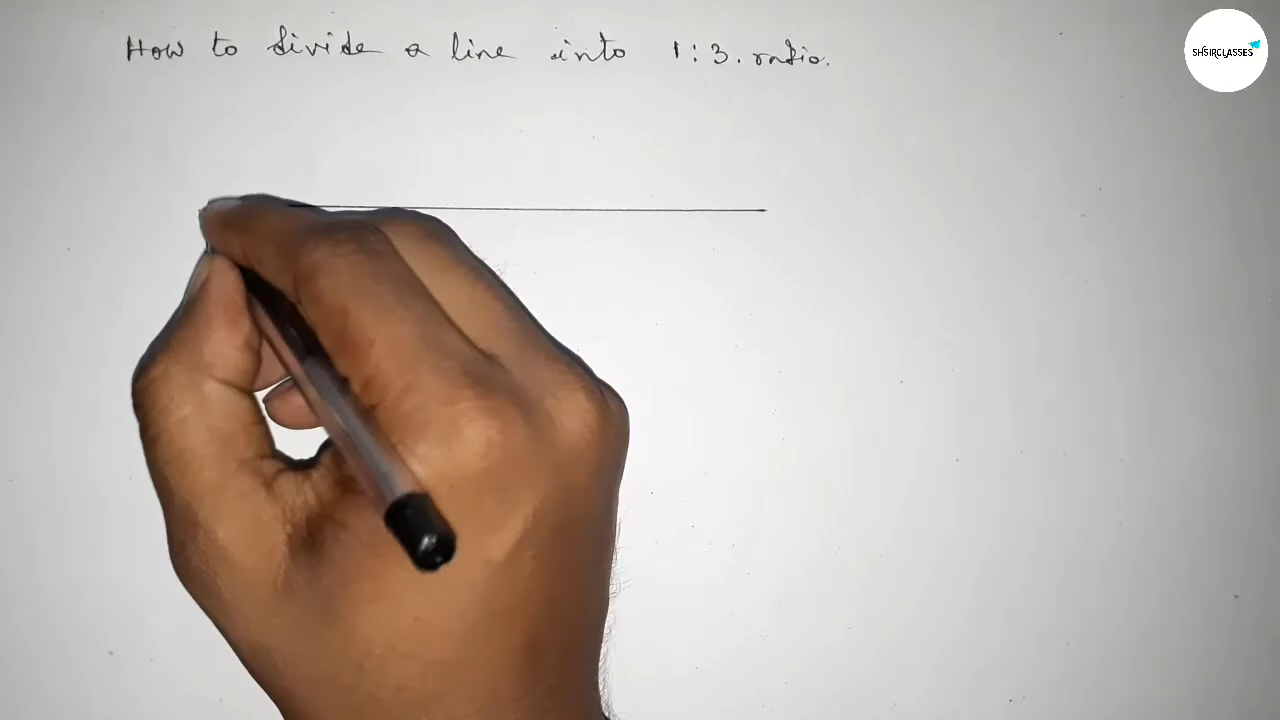 How to divide a line into 1:3. ratio.
SHSIRCLASSES